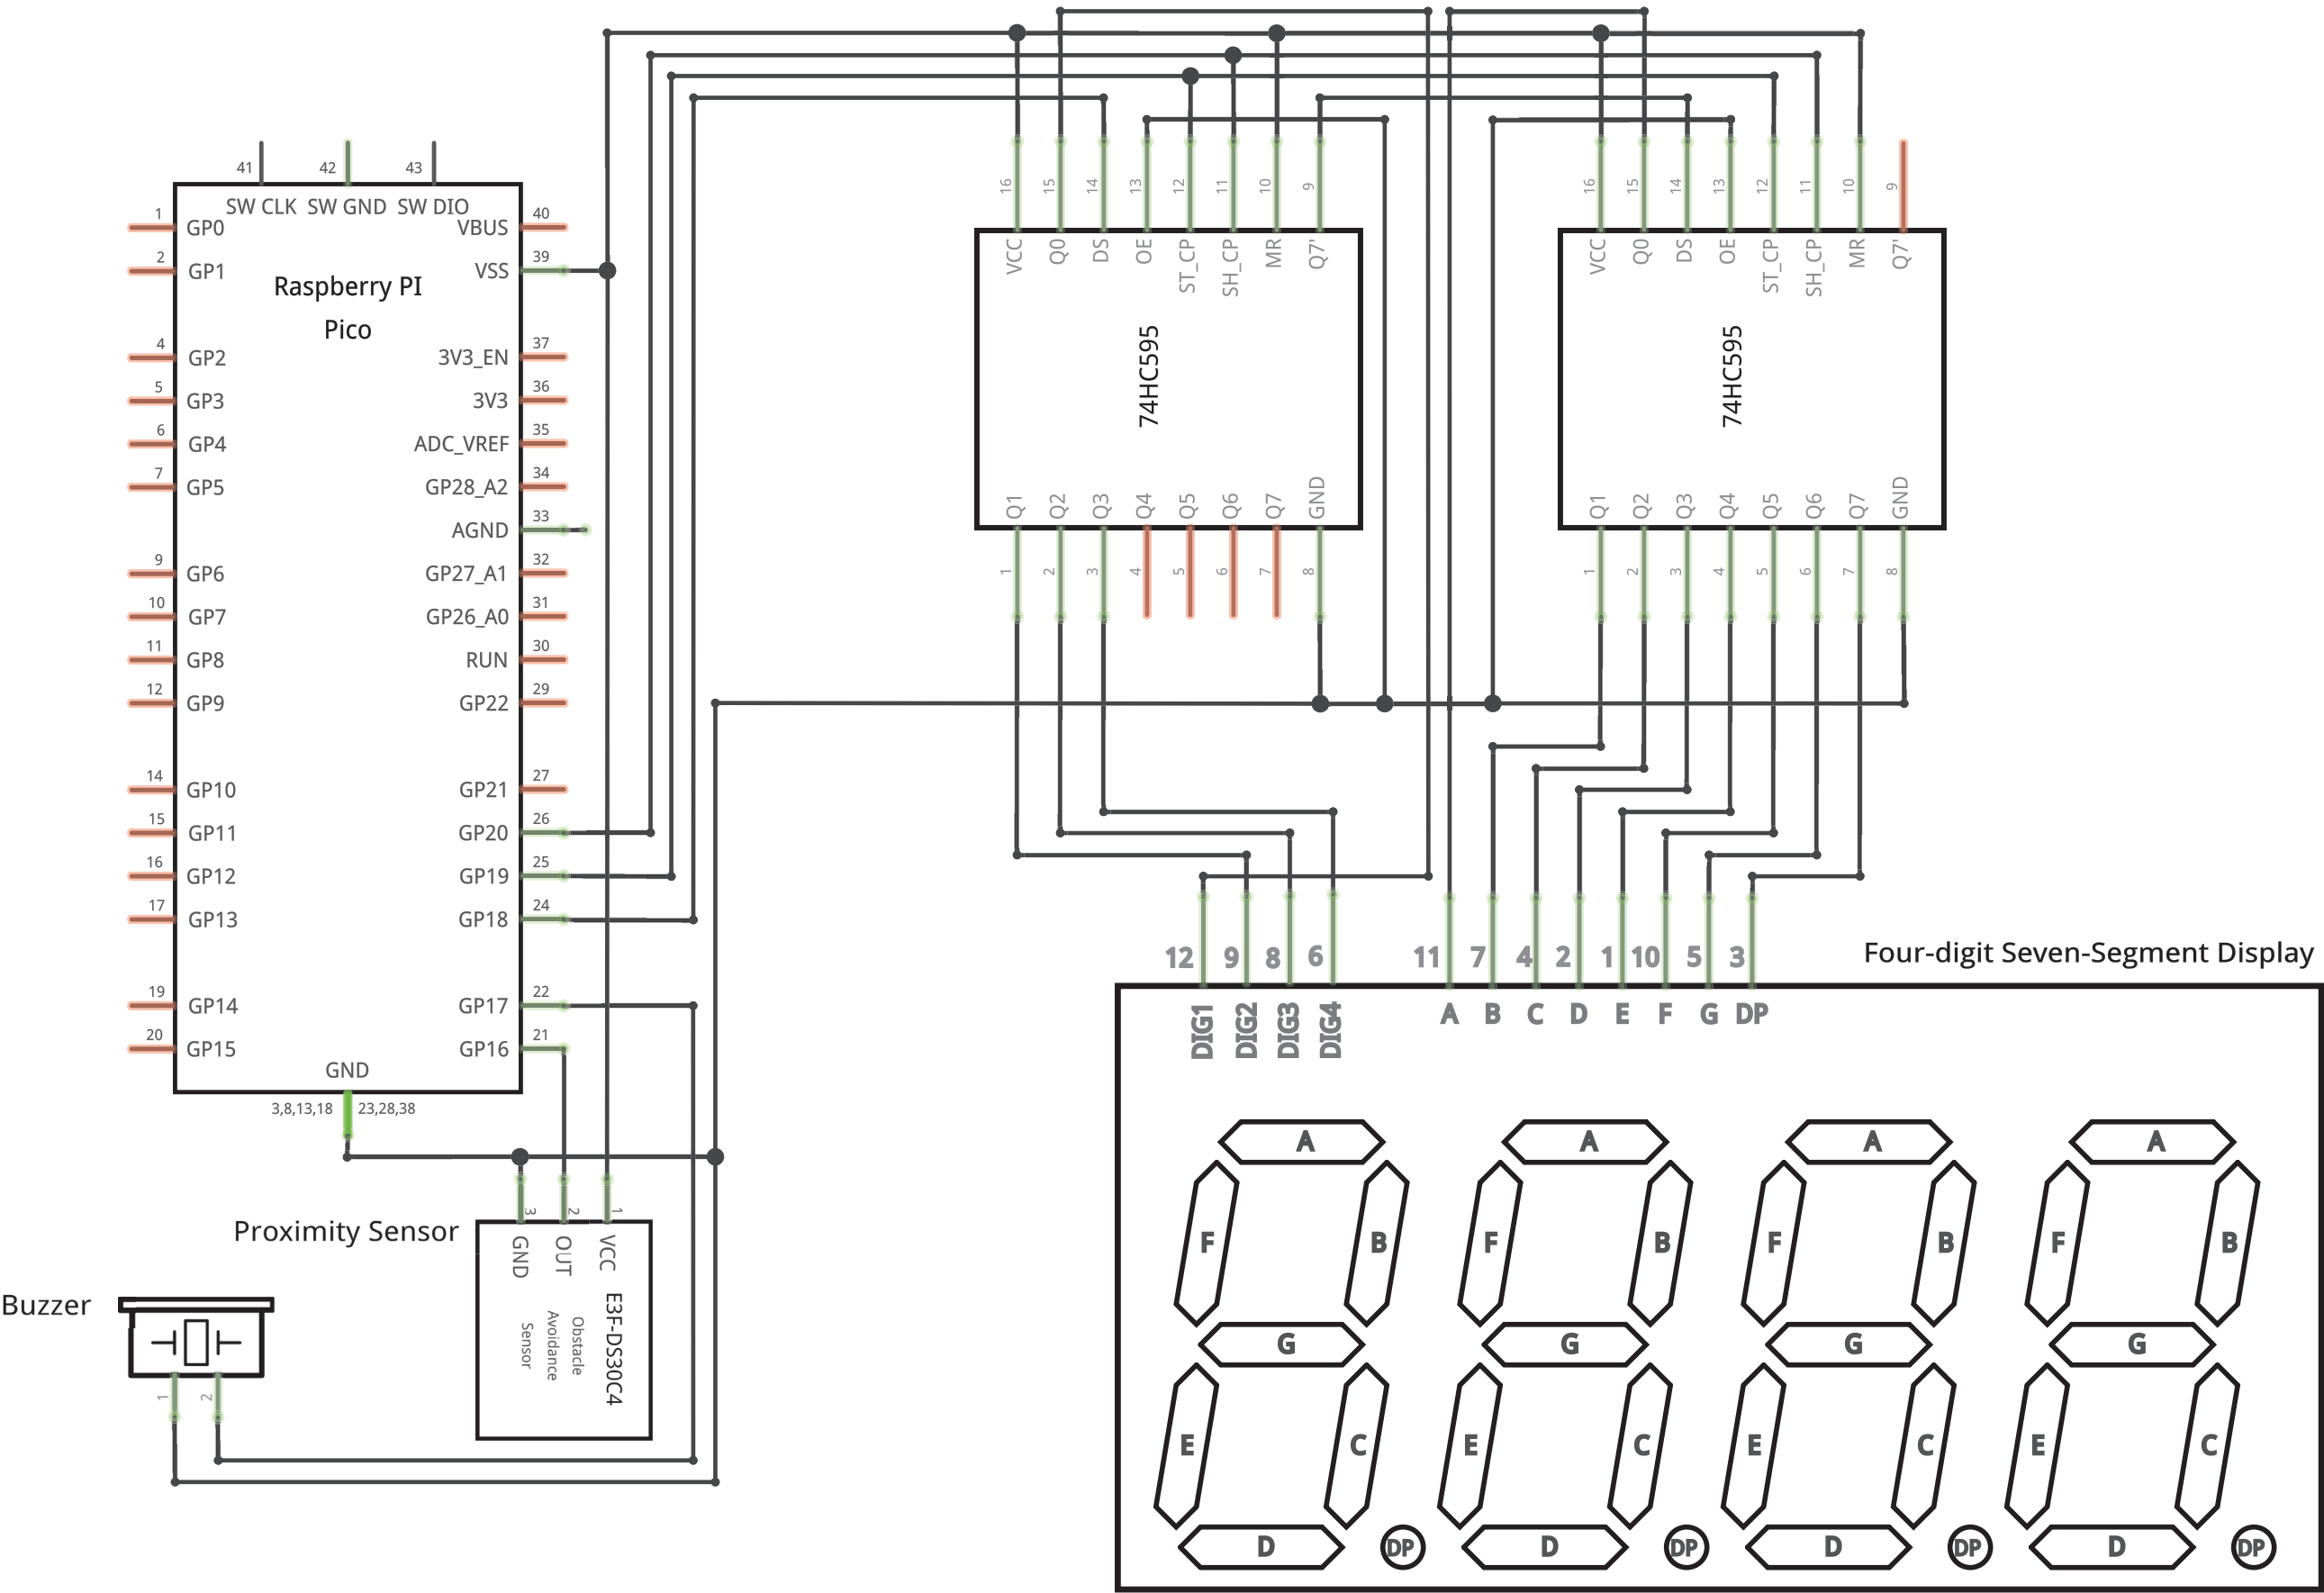 41
42
43
SW CLK SW GND SW DIO
1
GP0
VBUS
40
2
GP1
VSS
39
Raspberry PI
Pico
4
GP2
3V3_EN
37
5
GP3
3V3
36
6
GP4
ADC_VREF
35
7
GP5
GP28_A2
34
AGND
33
9
GP6
GP27_A1
32
10
GP7
GP26_A0
31
11
GP8
RUN
30
12
GP9
GP22
29
14
GP10
GP21
27
15
GP11
GP20
26
16
GP12
GP19
25
17
GP13
GP18
24
19
GP14
GP17
22
20
GP15
GP16
21
GND
3,8,13,18 23,28,38
16 15 14 13 12 11 10 9
VCC Q0 DS OE ST_CP SH_CP MR Q7'
74HC595
Q1 Q2 Q3 Q4 Q5 Q6 Q7 GND
1 2 3 4 5 6 7 8
16 15 14 13 12 11 10 9
VCC Q0 DS OE ST_CP SH_CP MR Q7'
74HC595
Q1 Q2 Q3 Q4 Q5 Q6 Q7 GND
1 2 3 4 5 6 7 8
Proximity Sensor
3 2 1
GND OUT VCC
E3F-DS30C4
Obstacle
Avoidance
Sensor
Buzzer
1 2
Four-digit Seven-Segment Display
12 9 8 6 11 7 4 2 1 10 5 3
DIG1 DIG2 DIG3 DIG4 A B C D E F G DP
A A A A
F B F B F B F B
G G G G
E C E C E C E C
D DP D DP D DP D DP